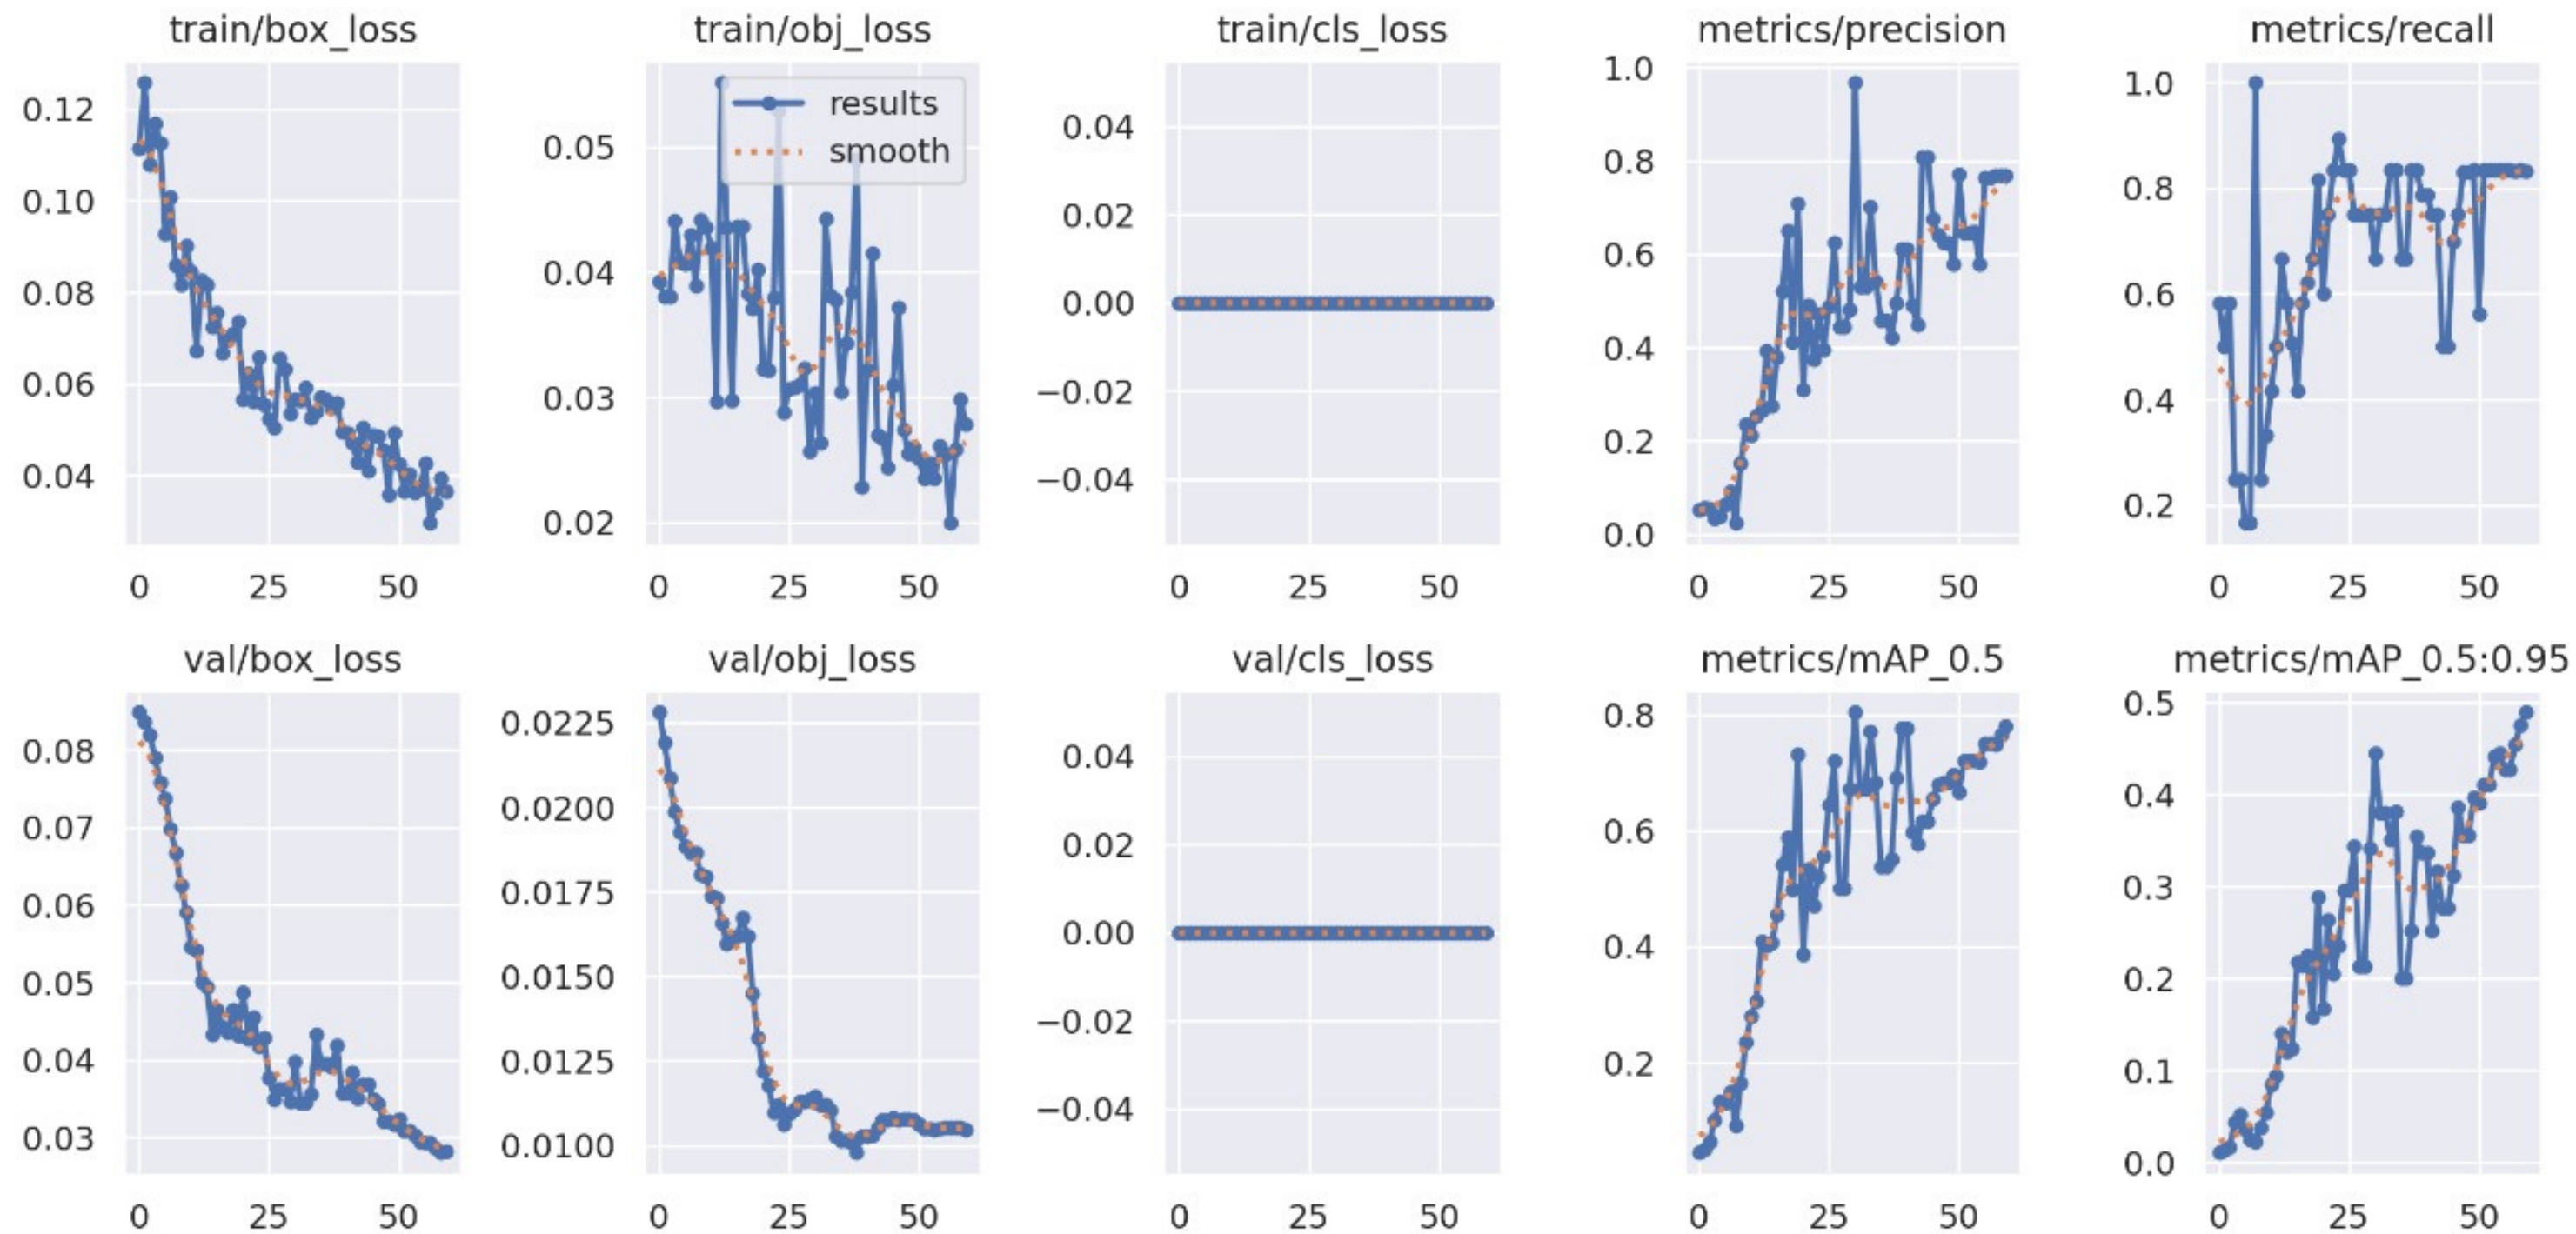 train/box_loss
0.12
0.10
0.08
0.06
0.04
0 25 50
train/obj_loss
results
smooth
0.05
0.04
0.03
0.02
0 25 50
train/cls_loss
0.04
0.02
0.00
−0.02
−0.04
0 25 50
metrics/precision
1.0
0.8
0.6
0.4
0.2
0.0
0 25 50
metrics/recall
1.0
0.8
0.6
0.4
0.2
0 25 50
val/box_loss
0.08
0.07
0.06
0.05
0.04
0.03
0 25 50
val/obj_loss
0.0225
0.0200
0.0175
0.0150
0.0125
0.0100
0 25 50
val/cls_loss
0.04
0.02
0.00
−0.02
−0.04
0 25 50
metrics/mAP_0.5
0.8
0.6
0.4
0.2
0 25 50
metrics/mAP_0.5:0.95
0.5
0.4
0.3
0.2
0.1
0.0
0 25 50